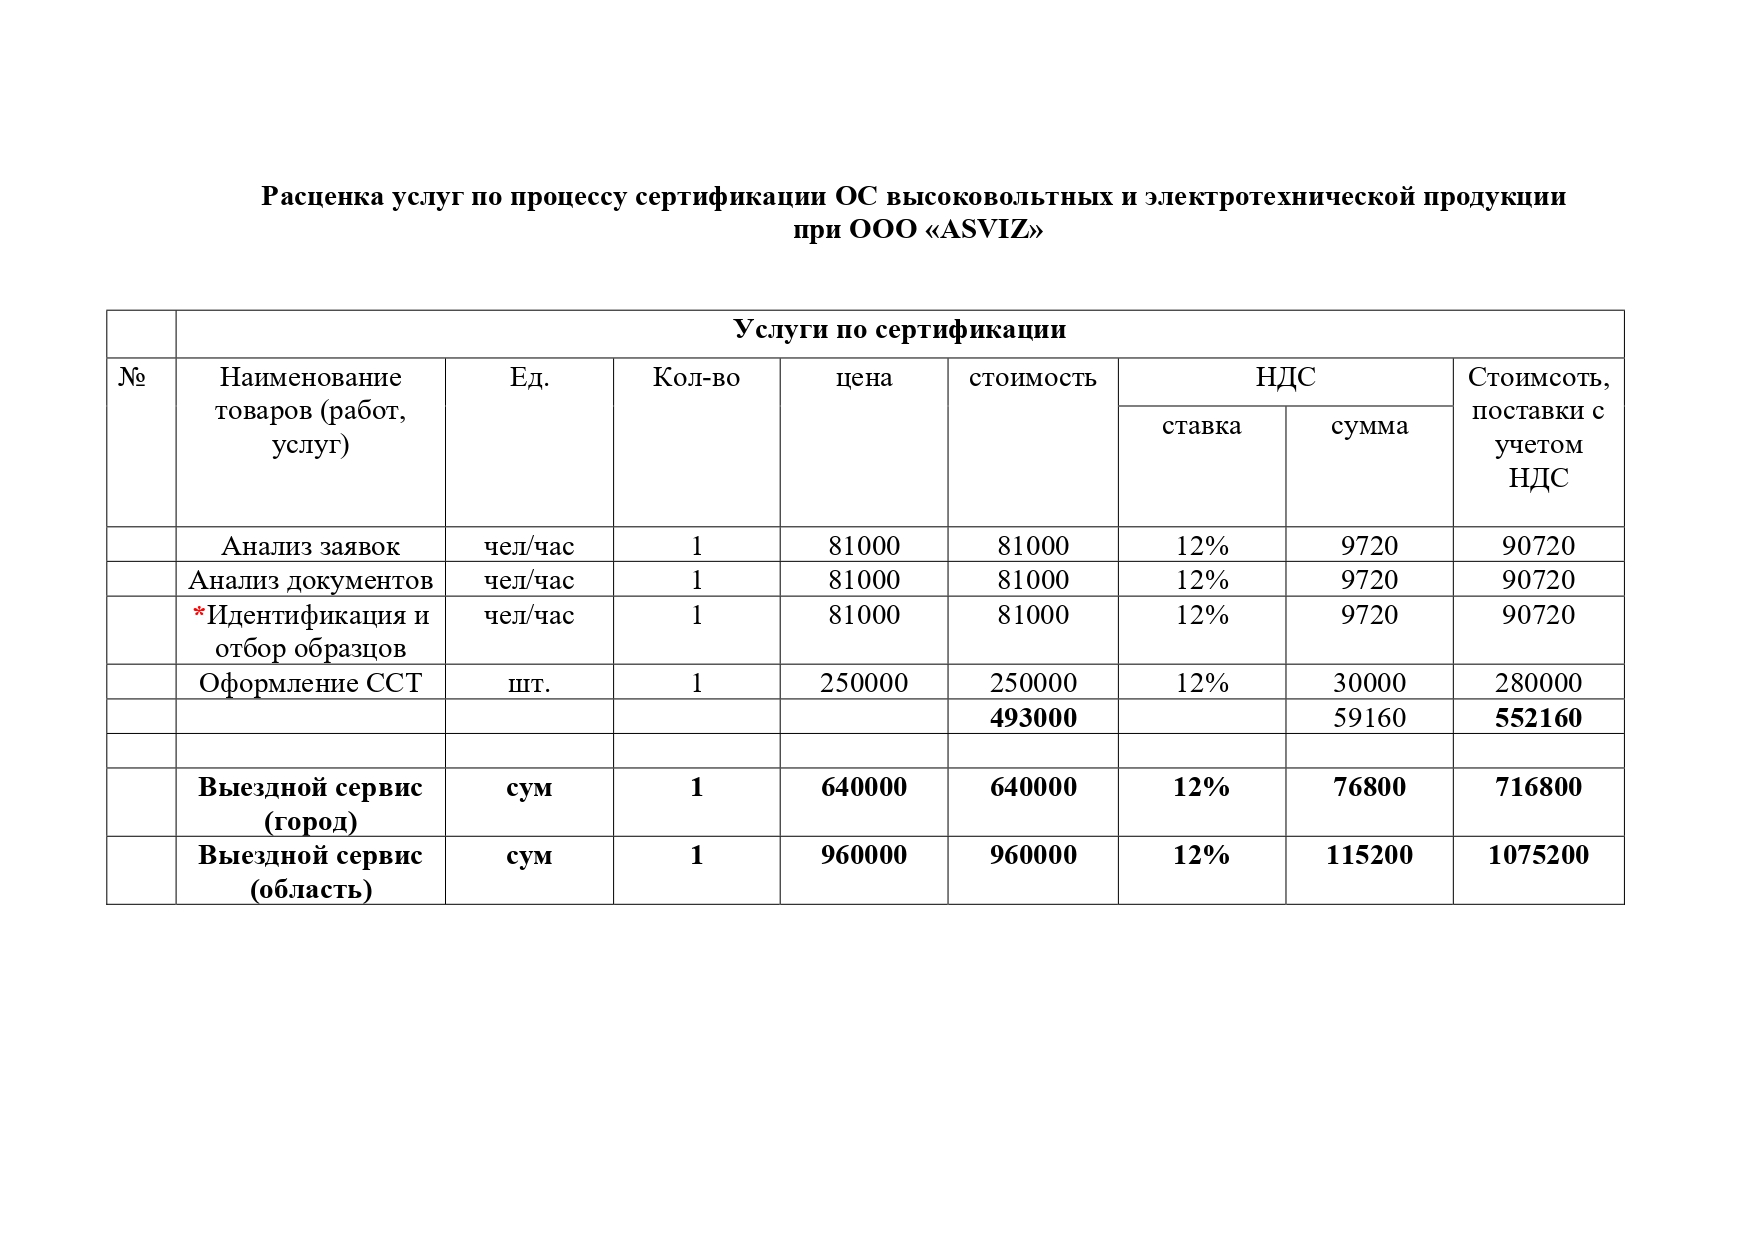 Расценка услуг по процессу сертификации ОС высоковольтных и электротехнической продукции
при ООО «ASVIZ»
Услуги по сертификации
№ Наименование товаров (работ, услуг) Ед. Кол-во цена стоимость НДС Стоимсоть, поставки с учетом НДС
ставка сумма
Анализ заявок чел/час 1 81000 81000 12% 9720 90720
Анализ документов чел/час 1 81000 81000 12% 9720 90720
*Идентификация и отбор образцов чел/час 1 81000 81000 12% 9720 90720
Оформление ССТ шт. 1 250000 250000 12% 30000 280000
493000 59160 552160
Выездной сервис (город) сум 1 640000 640000 12% 76800 716800
Выездной сервис (область) сум 1 960000 960000 12% 115200 1075200